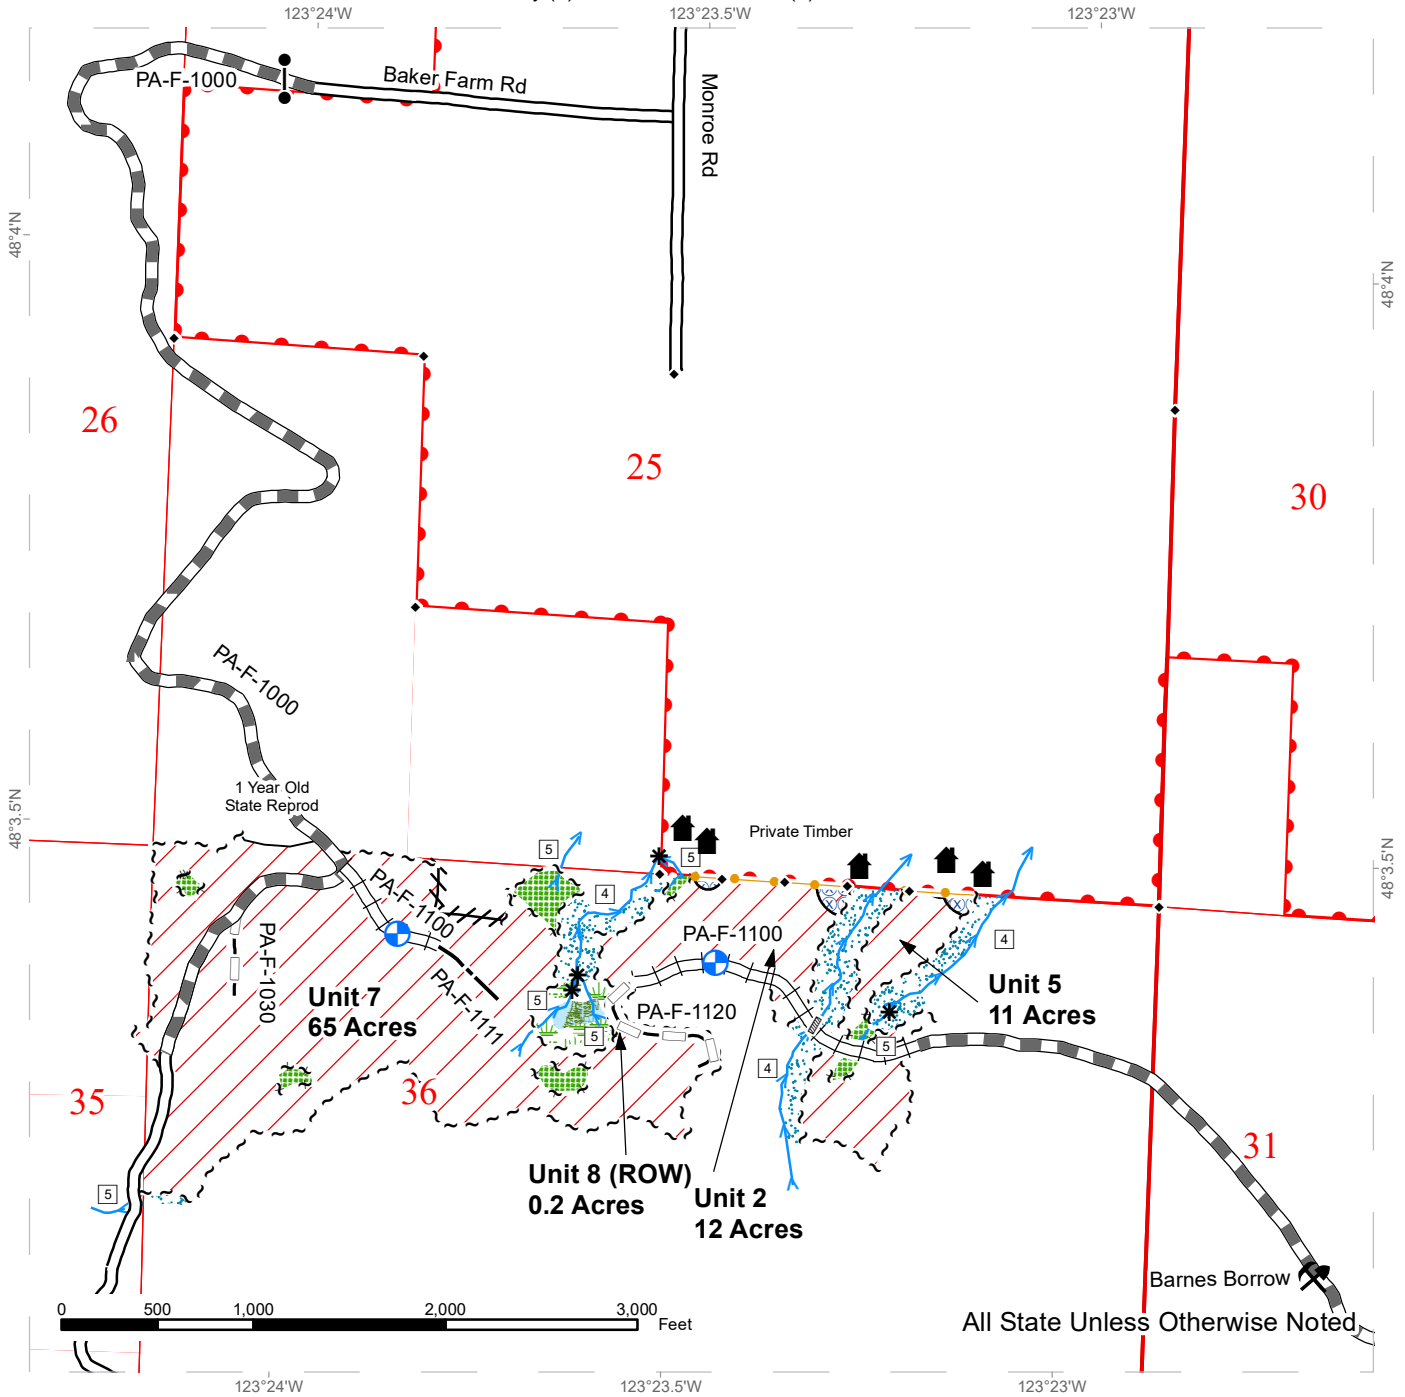 123°24'W
123°23.5'W
123°23'W
PA-F-1000
Baker Farm Rd
Monroe Rd
48°4'N
48°4'N
26
25
30
PA-F-1000
1 Year Old
State Reprod
48°3.5'N
48°3.5'N
Private Timber
5
5
4
PA-F-1100
PA-F-1100
4
PA-F-1030
PA-F-1111
Unit 7
65 Acres
5
5
PA-F-1120
Unit 5
11 Acres
5
4
35
36
31
Unit 8 (ROW)
0.2 Acres
Unit 2
12 Acres
5
Barnes Borrow
0 500 1,000 2,000 3,000
Feet
All State Unless Otherwise Noted
123°24'W
123°23.5'W
123°23'W